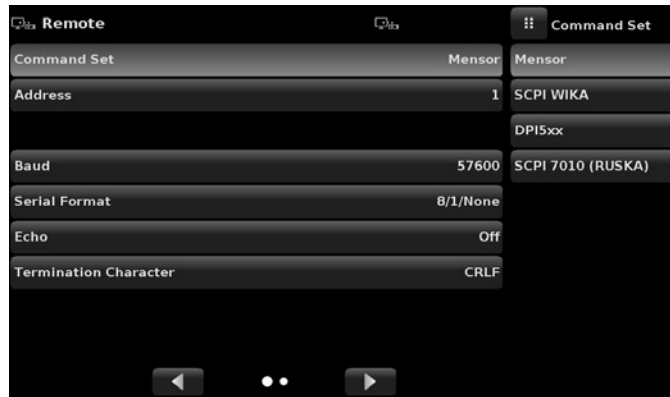 Remote
Command Set Mensor
Address 1
Baud 57600
Serial Format 8/1/None
Echo Off
Termination Character CRLF
Command Set
Mensor
SCPI WIKA
DPI5xx
SCPI 7010 (RUSKA)